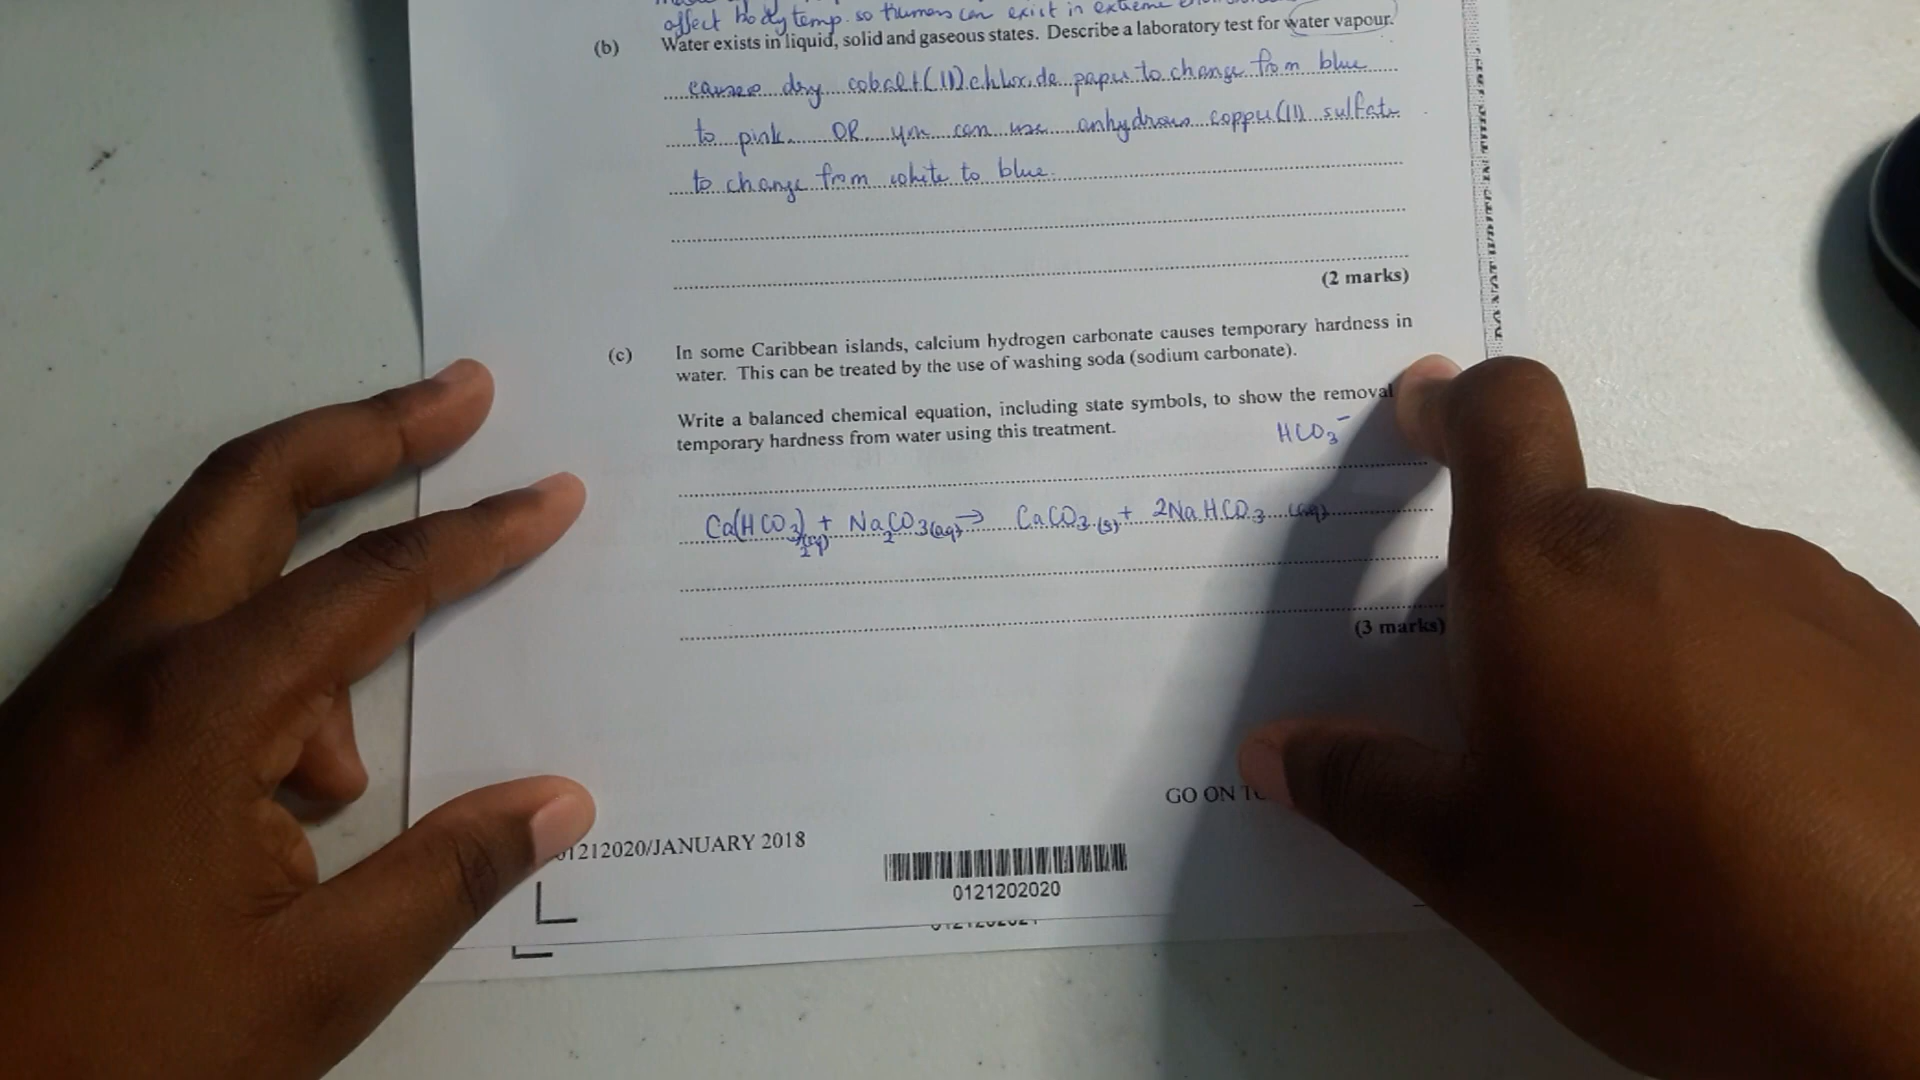 affect body temp. so humans can exist in extreme
(b) Water exists in liquid, solid and gaseous states. Describe a laboratory test for water vapour.
causes dry cobalt(II) chloride paper to change from blue
to pink. OR you can use anhydrous copper(II) sulfate
to change from white to blue.
(2 marks)
(c) In some Caribbean islands, calcium hydrogen carbonate causes temporary hardness in
water. This can be treated by the use of washing soda (sodium carbonate).
Write a balanced chemical equation, including state symbols, to show the removal
temporary hardness from water using this treatment.
HCO₃⁻
Ca(HCO₃)₂(aq) + Na₂CO₃(aq) → CaCO₃(s) + 2NaHCO₃(aq)
(3 marks)
GO ON
01212020/JANUARY 2018
0121202020